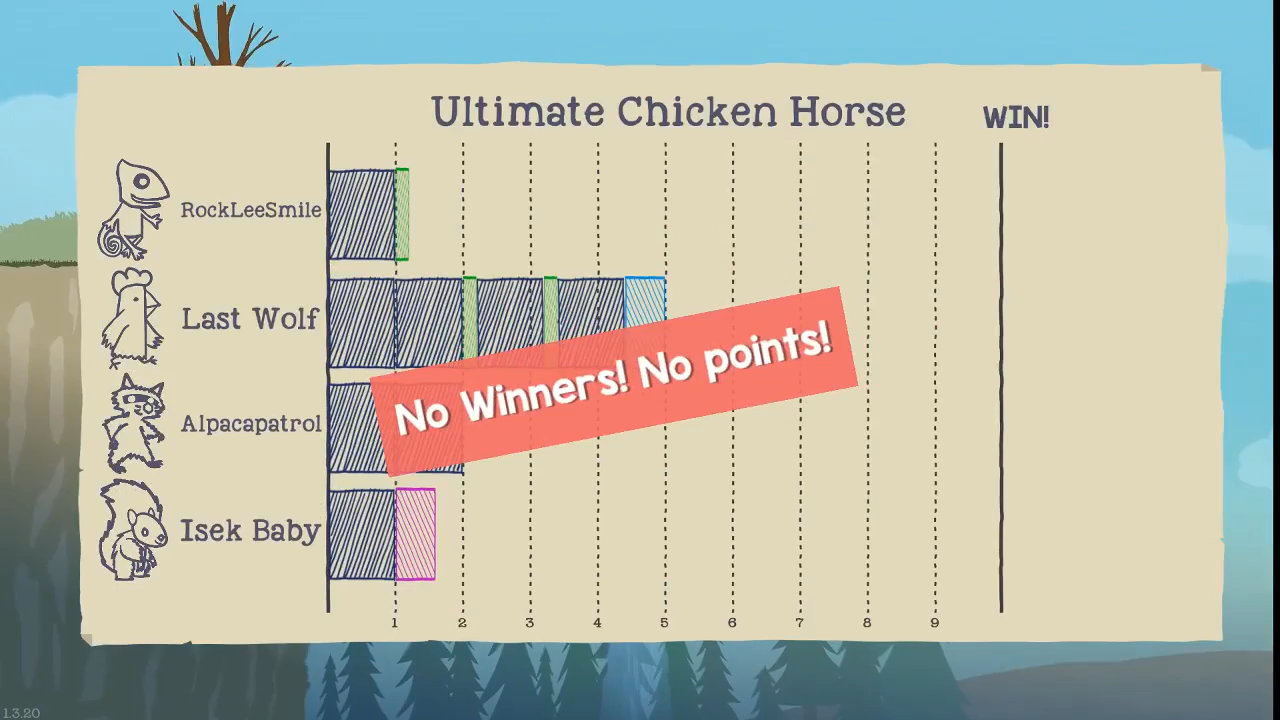 Ultimate Chicken Horse
WIN!
RockLeeSmile
Last Wolf
No Winners! No points!
Alpacapatrol
Isek Baby
1 2 3 4 5 6 7 8 9
1.3.20